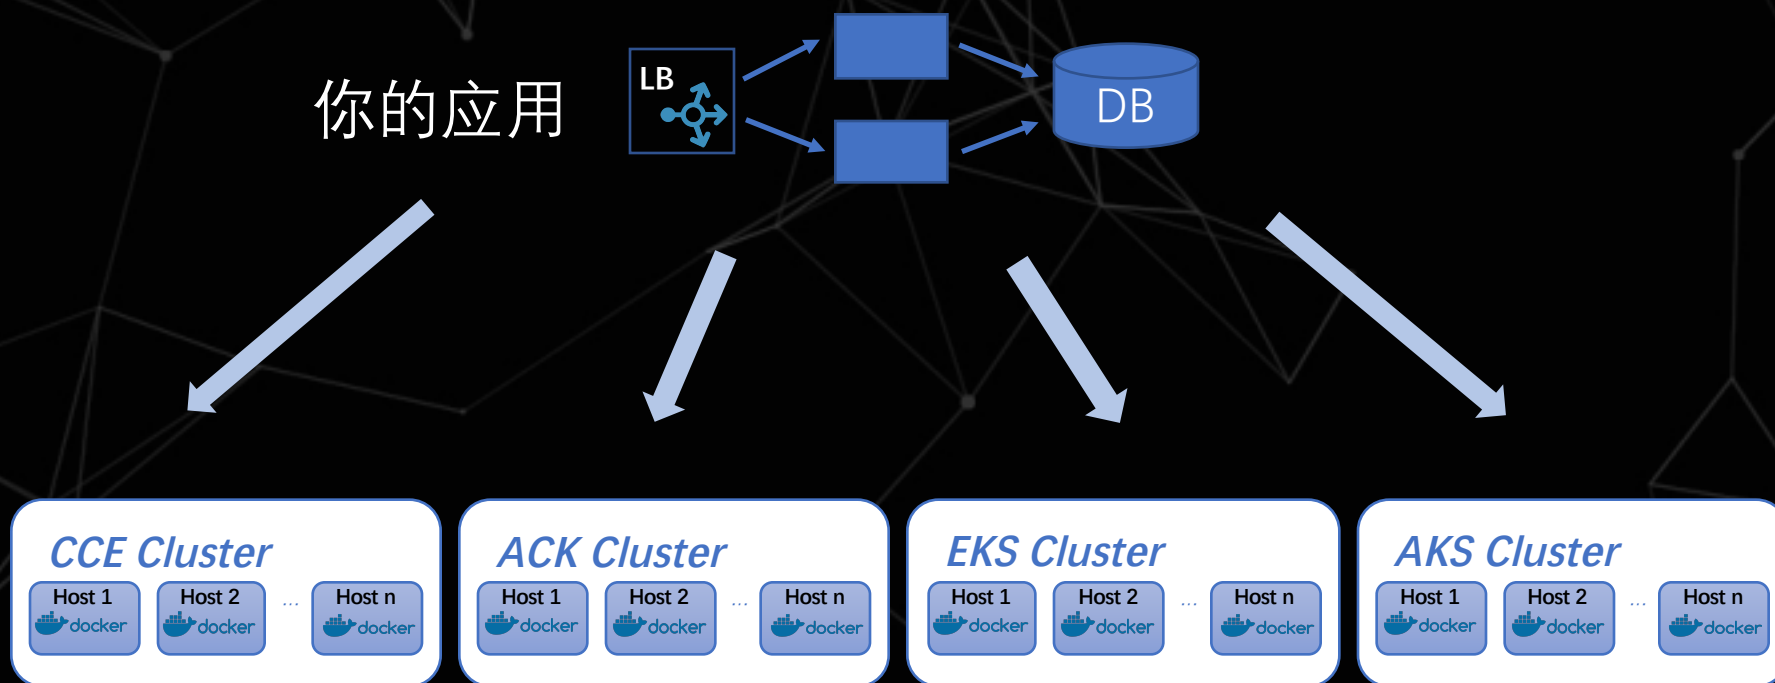 你的应用
LB
DB
CCE Cluster
Host 1
docker
Host 2
docker
...
Host n
docker
ACK Cluster
Host 1
docker
Host 2
docker
...
Host n
docker
EKS Cluster
Host 1
docker
Host 2
docker
...
Host n
docker
AKS Cluster
Host 1
docker
Host 2
docker
...
Host n
docker